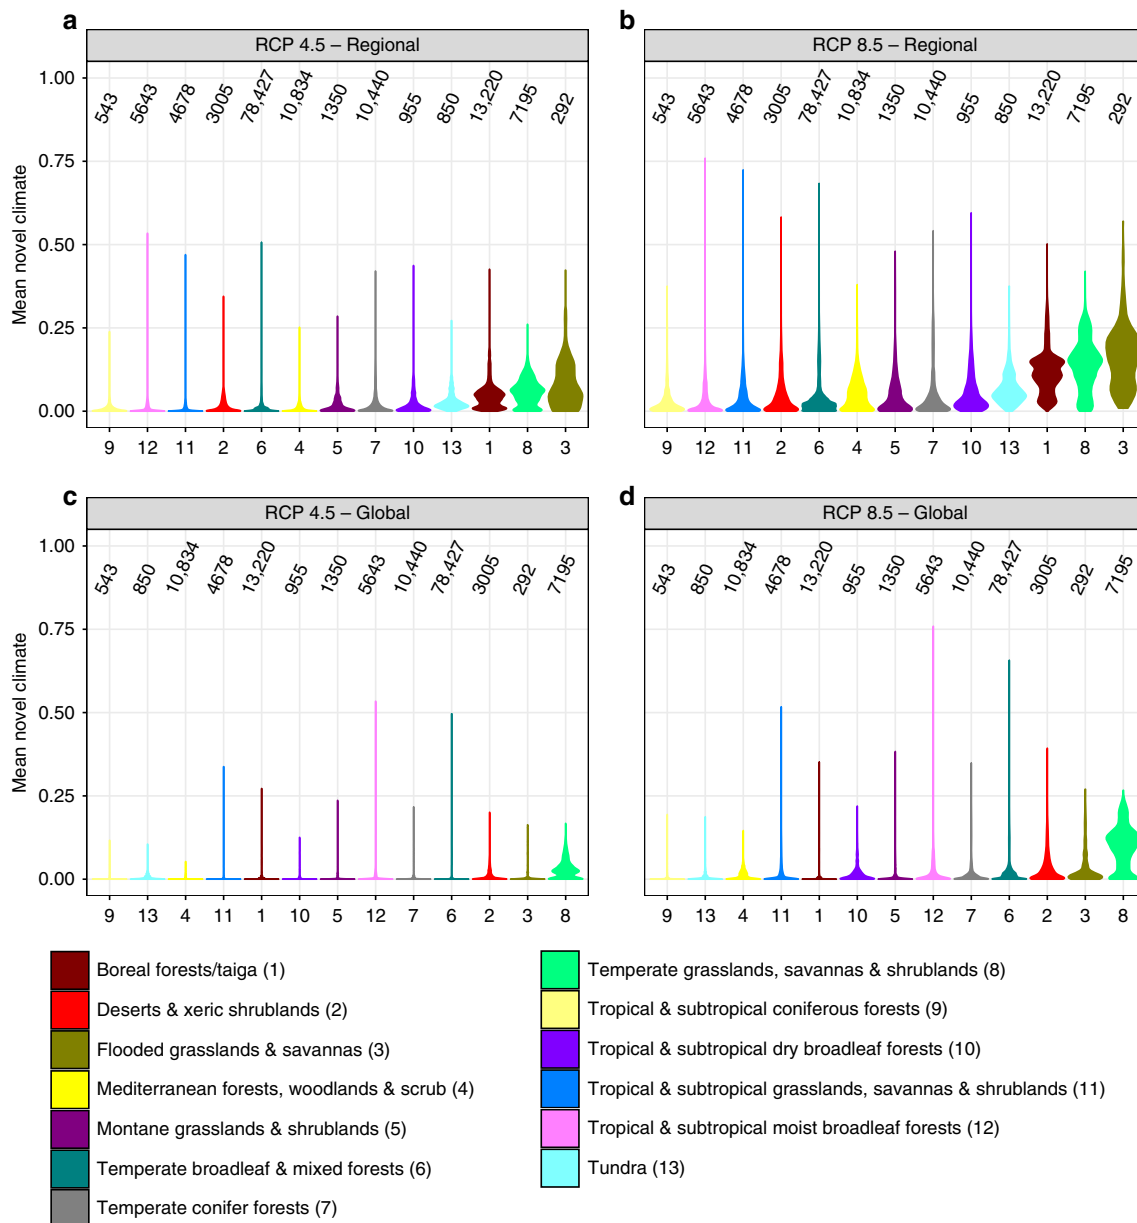 a
RCP 4.5 – Regional
543 5643 4678 3005 78,427 10,834 1350 10,440 955 850 13,220 7195 292
1.00
0.75
0.50
0.25
0.00
Mean novel climate
9 12 11 2 6 4 5 7 10 13 1 8 3
b
RCP 8.5 – Regional
543 5643 4678 3005 78,427 10,834 1350 10,440 955 850 13,220 7195 292
9 12 11 2 6 4 5 7 10 13 1 8 3
c
RCP 4.5 – Global
543 850 10,834 4678 13,220 955 1350 5643 10,440 78,427 3005 292 7195
1.00
0.75
0.50
0.25
0.00
Mean novel climate
9 13 4 11 1 10 5 12 7 6 2 3 8
d
RCP 8.5 – Global
543 850 10,834 4678 13,220 955 1350 5643 10,440 78,427 3005 292 7195
9 13 4 11 1 10 5 12 7 6 2 3 8
Boreal forests/taiga (1)
Deserts & xeric shrublands (2)
Flooded grasslands & savannas (3)
Mediterranean forests, woodlands & scrub (4)
Montane grasslands & shrublands (5)
Temperate broadleaf & mixed forests (6)
Temperate conifer forests (7)
Temperate grasslands, savannas & shrublands (8)
Tropical & subtropical coniferous forests (9)
Tropical & subtropical dry broadleaf forests (10)
Tropical & subtropical grasslands, savannas & shrublands (11)
Tropical & subtropical moist broadleaf forests (12)
Tundra (13)